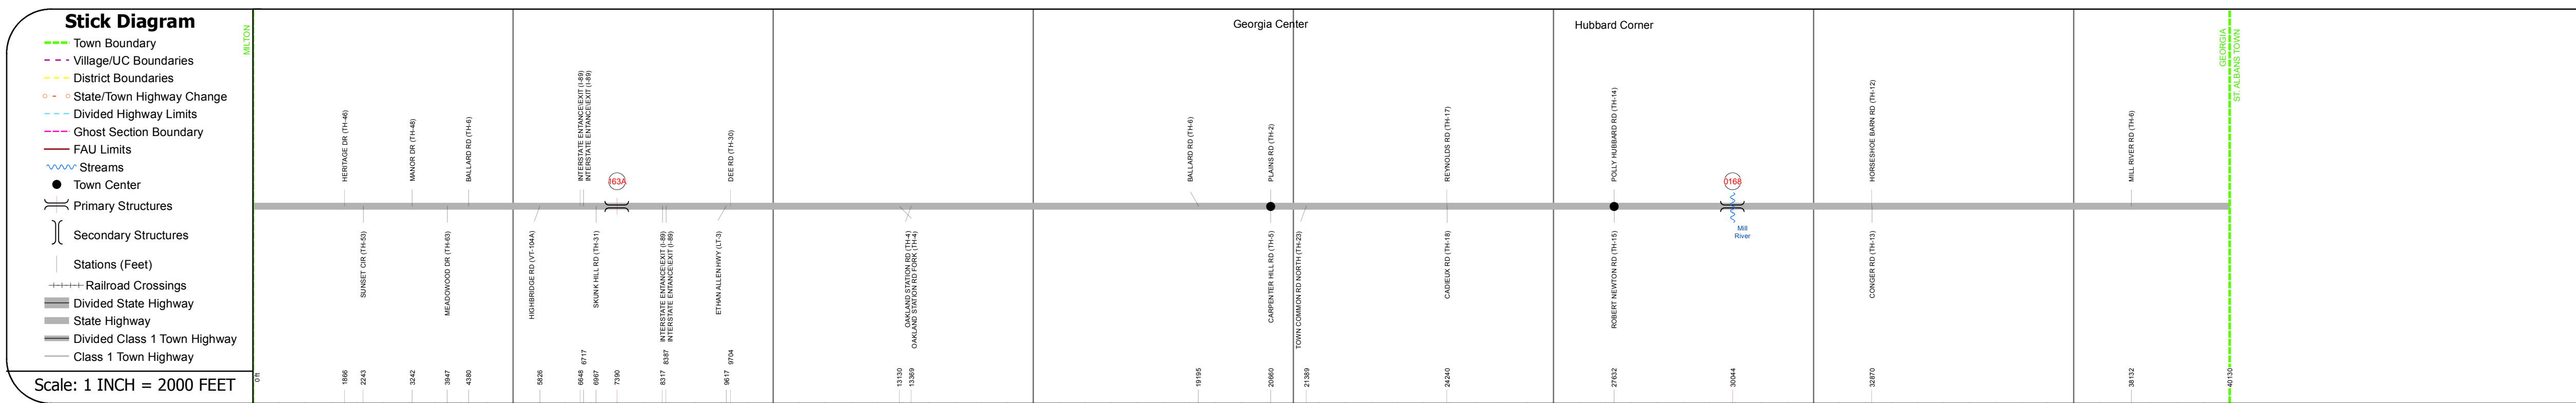 Stick Diagram
Town Boundary
Village/UC Boundaries
District Boundaries
State/Town Highway Change
Divided Highway Limits
Ghost Section Boundary
FAU Limits
Streams
Town Center
Primary Structures
Secondary Structures
Stations (Feet)
Railroad Crossings
Divided State Highway
State Highway
Divided Class 1 Town Highway
Class 1 Town Highway
Scale: 1 INCH = 2000 FEET
MILTON
Georgia Center
Hubbard Corner
GEORGIA
ST. ALBANS TOWN
HERITAGE DR (TH-46)
MANOR DR (TH-48)
BALLARD RD (TH-6)
INTERSTATE ENTANCE\EXIT (I-89)
INTERSTATE ENTANCE\EXIT (I-89)
163A
DEE RD (TH-30)
BALLARD RD (TH-6)
PLAINS RD (TH-2)
REYNOLDS RD (TH-17)
POLLY HUBBARD RD (TH-14)
0168
HORSESHOE BARN RD (TH-12)
MILL RIVER RD (TH-6)
SUNSET CIR (TH-53)
MEADOWOOD DR (TH-63)
HIGHBRIDGE RD (VT-104A)
SKUNK HILL RD (TH-31)
INTERSTATE ENTANCE\EXIT (I-89)
INTERSTATE ENTANCE\EXIT (I-89)
ETHAN ALLEN HWY (LT-3)
OAKLAND STATION RD (TH-4)
OAKLAND STATION RD FORK (TH-4)
CARPENTER HILL RD (TH-5)
TOWN COMMON RD NORTH (TH-23)
CADIEUX RD (TH-18)
ROBERT NEWTON RD (TH-15)
Mill
River
CONGER RD (TH-13)
0 ft
1866
2243
3242
3947
4380
5826
6648
6717
6967
7390
8317
8387
9617
9704
13130
13369
19195
20660
21389
24240
27632
30044
32870
38132
40130